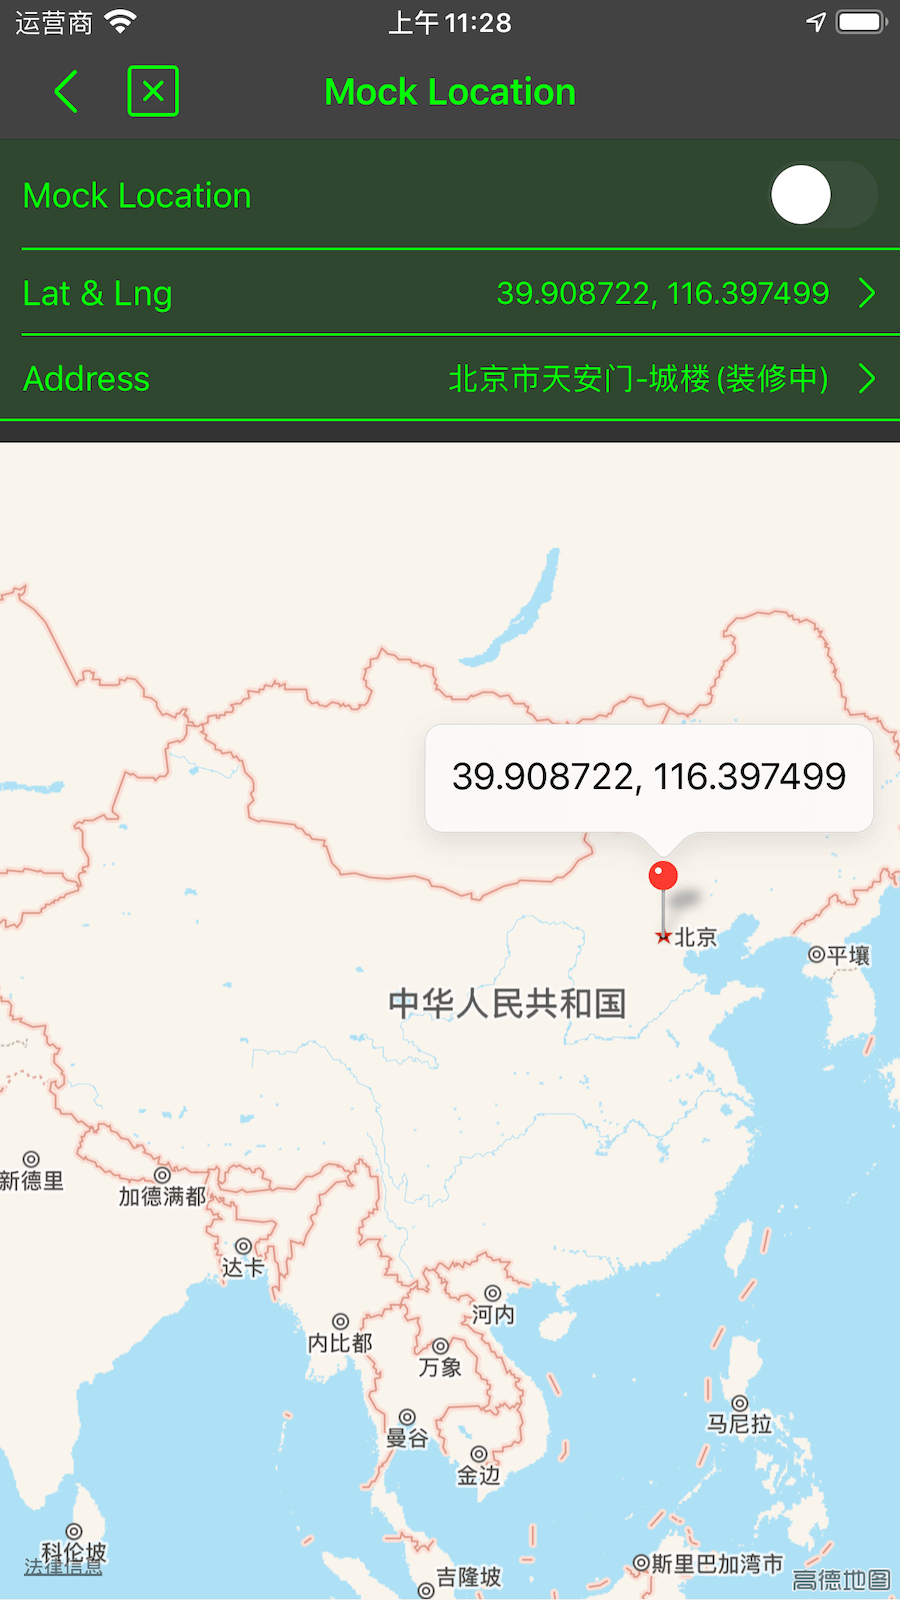 运营商 上午11:28
Mock Location
Mock Location
Lat & Lng 39.908722, 116.397499
Address 北京市天安门-城楼(装修中)
39.908722, 116.397499
北京
平壤
中华人民共和国
新德里
加德满都
达卡
河内
内比都
万象
马尼拉
曼谷
金边
科伦坡
法律信息
斯里巴加湾市
吉隆坡
高德地图